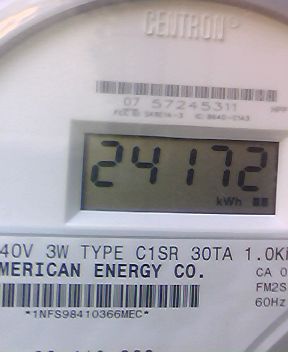 CENTRON®
07 57245311
24172
kWh
40V 3W TYPE C1SR 30TA 1.0K
MERICAN ENERGY CO.
CA 0
FM2S
60Hz
*1NFS98410366MEC*